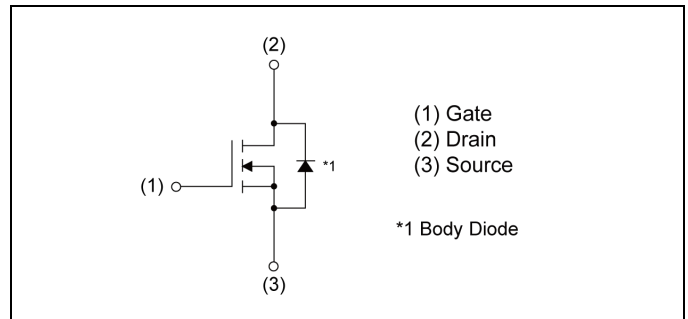 (2)
(1) Gate
(2) Drain
(3) Source
*1
(1)
*1 Body Diode
(3)